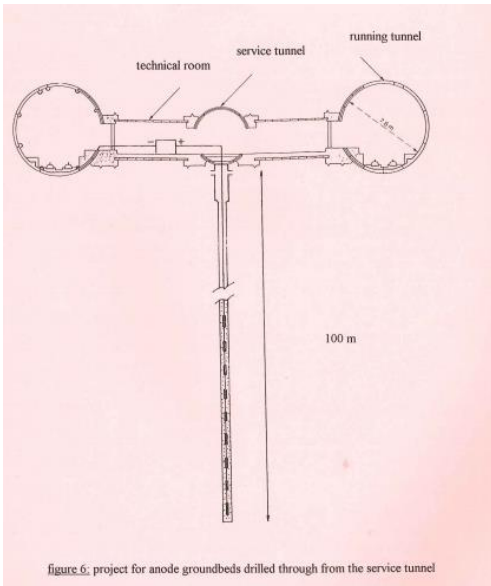 running tunnel
service tunnel
technical room
7.6 m
− +
100 m
figure 6: project for anode groundbeds drilled through from the service tunnel